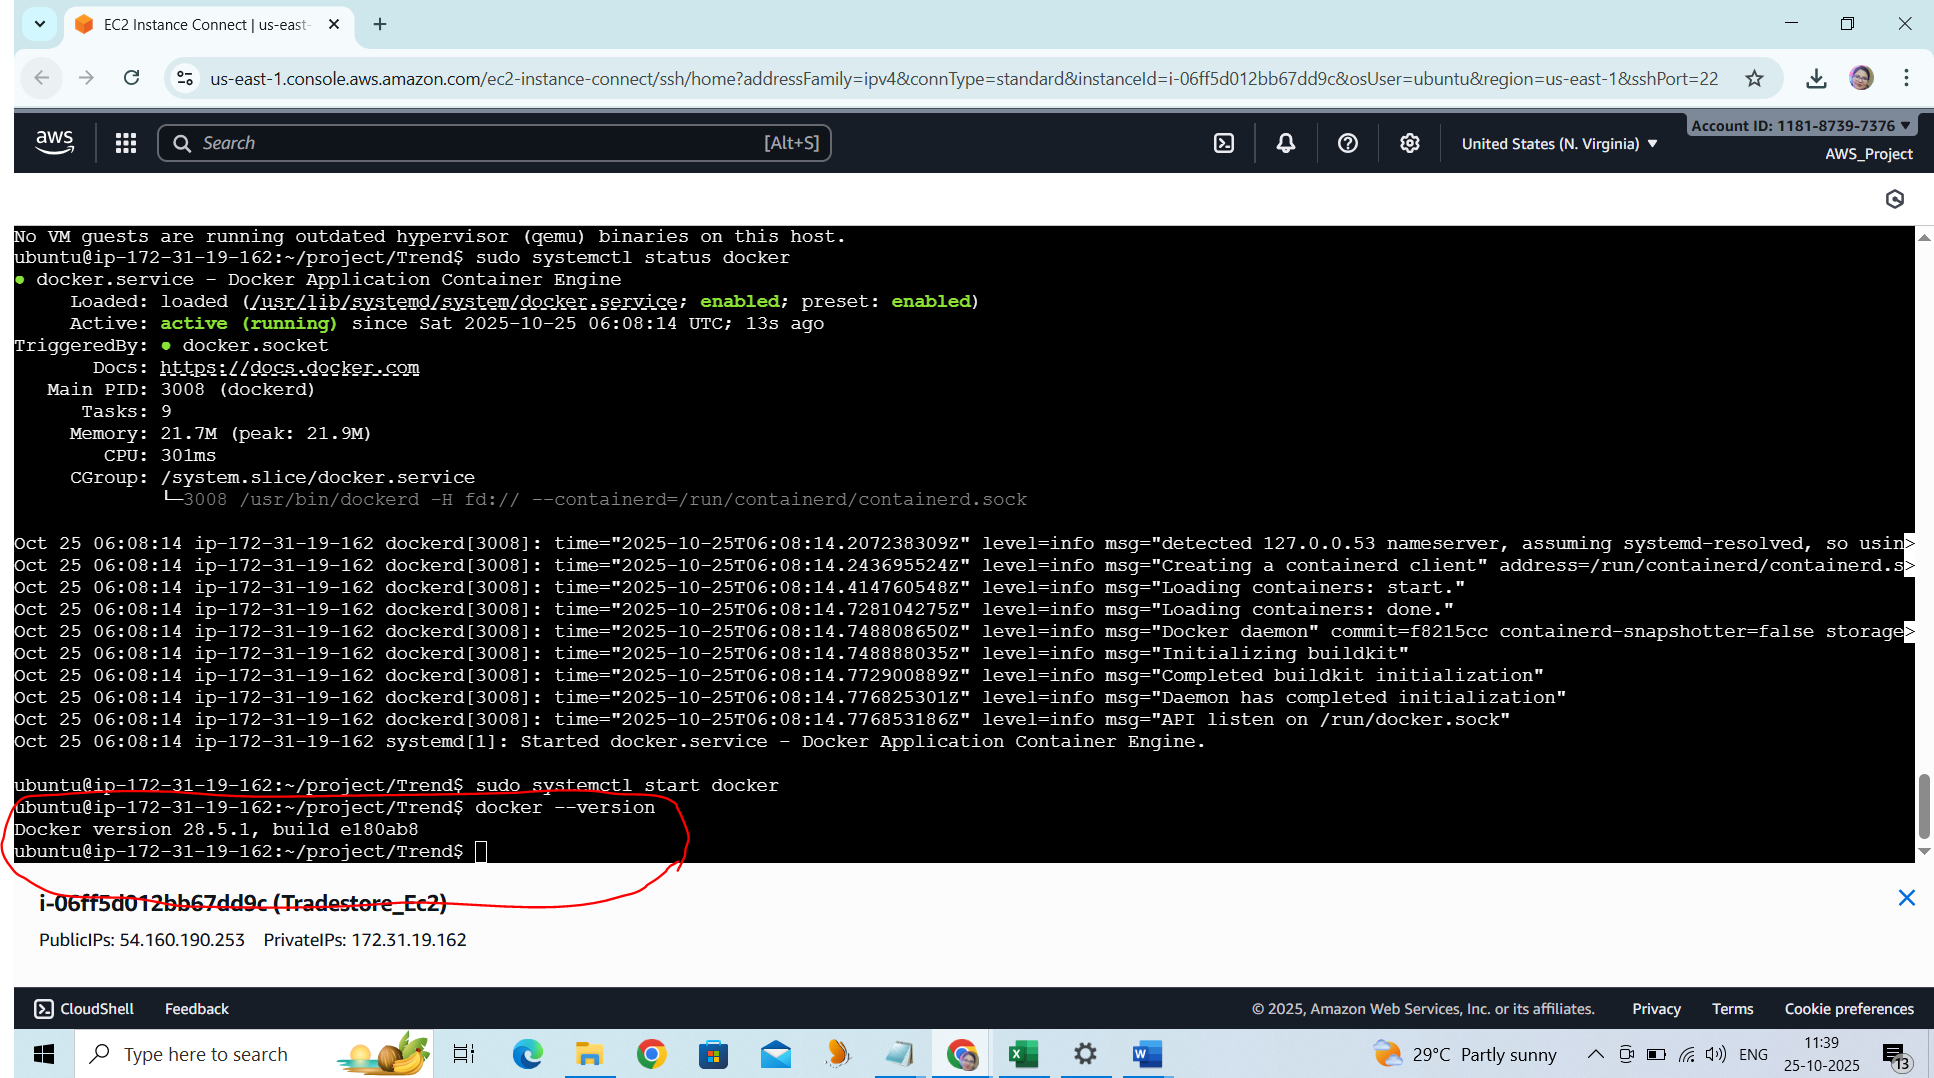 EC2 Instance Connect | us-east-
us-east-1.console.aws.amazon.com/ec2-instance-connect/ssh/home?addressFamily=ipv4&connType=standard&instanceId=i-06ff5d012bb67dd9c&osUser=ubuntu&region=us-east-1&sshPort=22
aws
Search [Alt+S]
United States (N. Virginia)
Account ID: 1181-8739-7376
AWS_Project
No VM guests are running outdated hypervisor (qemu) binaries on this host.
ubuntu@ip-172-31-19-162:~/project/Trend$ sudo systemctl status docker
● docker.service - Docker Application Container Engine
Loaded: loaded (/usr/lib/systemd/system/docker.service; enabled; preset: enabled)
Active: active (running) since Sat 2025-10-25 06:08:14 UTC; 13s ago
TriggeredBy: ● docker.socket
Docs: https://docs.docker.com
Main PID: 3008 (dockerd)
Tasks: 9
Memory: 21.7M (peak: 21.9M)
CPU: 301ms
CGroup: /system.slice/docker.service
└─3008 /usr/bin/dockerd -H fd:// --containerd=/run/containerd/containerd.sock
Oct 25 06:08:14 ip-172-31-19-162 dockerd[3008]: time="2025-10-25T06:08:14.207238309Z" level=info msg="detected 127.0.0.53 nameserver, assuming systemd-resolved, so usin>
Oct 25 06:08:14 ip-172-31-19-162 dockerd[3008]: time="2025-10-25T06:08:14.243695524Z" level=info msg="Creating a containerd client" address=/run/containerd/containerd.s>
Oct 25 06:08:14 ip-172-31-19-162 dockerd[3008]: time="2025-10-25T06:08:14.414760548Z" level=info msg="Loading containers: start."
Oct 25 06:08:14 ip-172-31-19-162 dockerd[3008]: time="2025-10-25T06:08:14.728104275Z" level=info msg="Loading containers: done."
Oct 25 06:08:14 ip-172-31-19-162 dockerd[3008]: time="2025-10-25T06:08:14.748808650Z" level=info msg="Docker daemon" commit=f8215cc containerd-snapshotter=false storage>
Oct 25 06:08:14 ip-172-31-19-162 dockerd[3008]: time="2025-10-25T06:08:14.748888035Z" level=info msg="Initializing buildkit"
Oct 25 06:08:14 ip-172-31-19-162 dockerd[3008]: time="2025-10-25T06:08:14.772900889Z" level=info msg="Completed buildkit initialization"
Oct 25 06:08:14 ip-172-31-19-162 dockerd[3008]: time="2025-10-25T06:08:14.776825301Z" level=info msg="Daemon has completed initialization"
Oct 25 06:08:14 ip-172-31-19-162 dockerd[3008]: time="2025-10-25T06:08:14.776853186Z" level=info msg="API listen on /run/docker.sock"
Oct 25 06:08:14 ip-172-31-19-162 systemd[1]: Started docker.service - Docker Application Container Engine.
ubuntu@ip-172-31-19-162:~/project/Trend$ sudo systemctl start docker
ubuntu@ip-172-31-19-162:~/project/Trend$ docker --version
Docker version 28.5.1, build e180ab8
ubuntu@ip-172-31-19-162:~/project/Trend$
i-06ff5d012bb67dd9c (Tradestore_Ec2)
PublicIPs: 54.160.190.253 PrivateIPs: 172.31.19.162
CloudShell Feedback © 2025, Amazon Web Services, Inc. or its affiliates. Privacy Terms Cookie preferences
Type here to search
29°C Partly sunny
ENG
11:39
25-10-2025
13